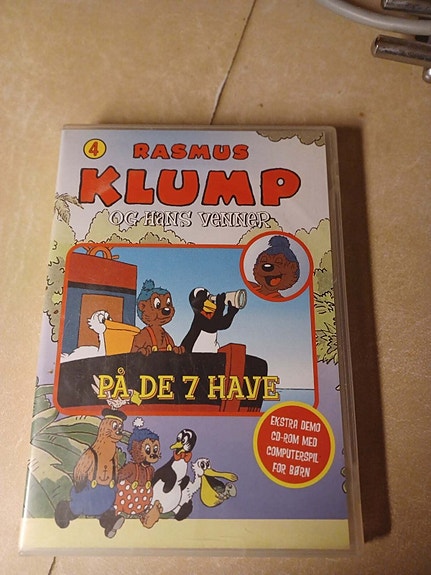 4
RASMUS
KLUMP
OG HANS VENNER
PÅ DE 7 HAVE
EKSTRA DEMO
CD-ROM MED
COMPUTERSPIL
FOR BØRN